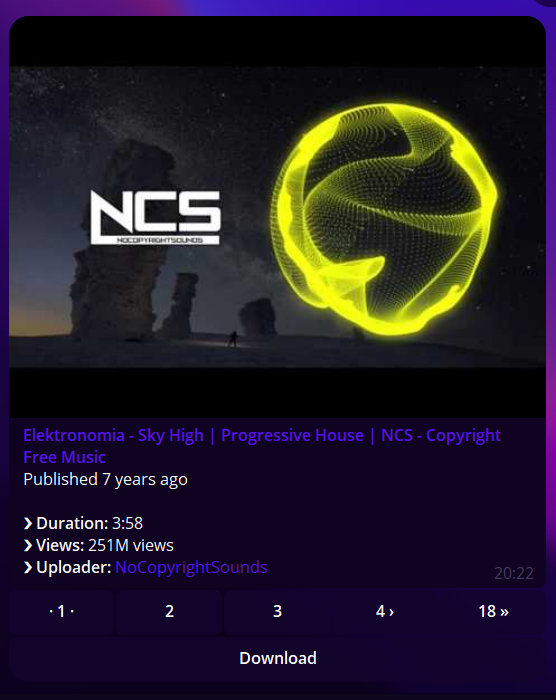 NCS
NOCOPYRIGHTSOUNDS
Elektronomia - Sky High | Progressive House | NCS - Copyright
Free Music
Published 7 years ago
❯ Duration: 3:58
❯ Views: 251M views
❯ Uploader: NoCopyrightSounds
20:22
· 1 · 2 3 4 › 18 »
Download